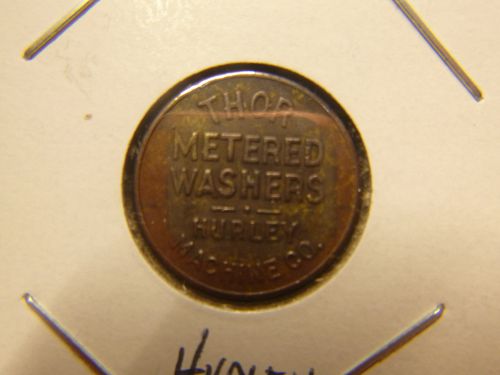 THOR
METERED
WASHERS
HURLEY
MACHINE CO.